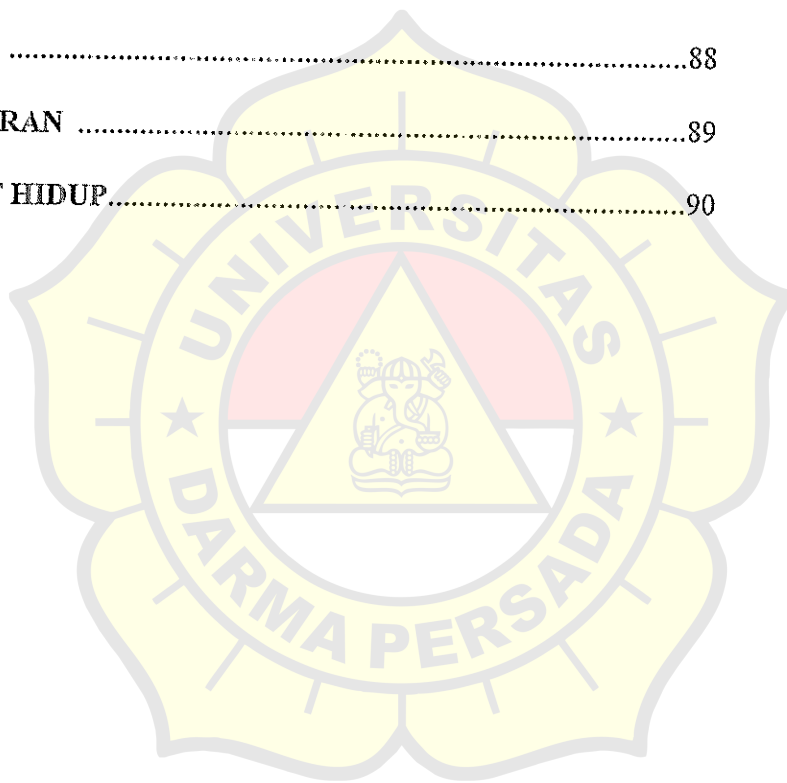 ..........88
RAN ..........89
HIDUP..........90
UNIVERSITAS
DARMA PERSADA